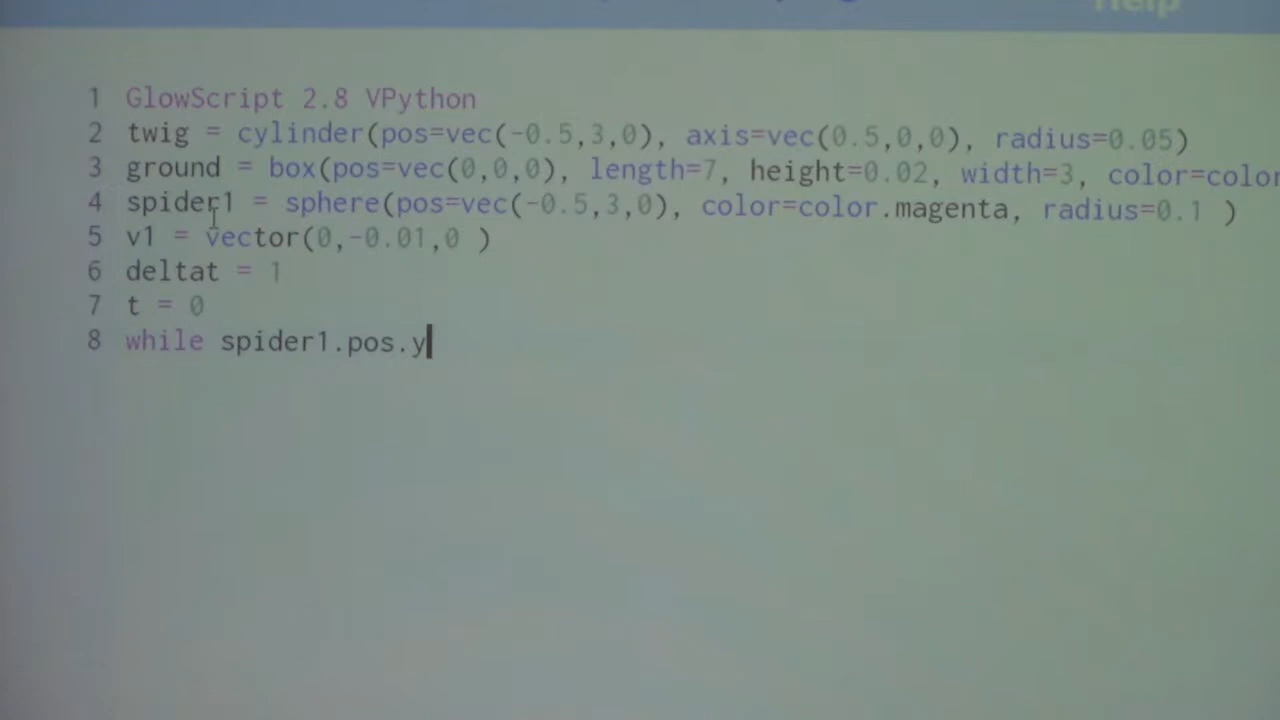 Help
1 GlowScript 2.8 VPython
2 twig = cylinder(pos=vec(-0.5,3,0), axis=vec(0.5,0,0), radius=0.05)
3 ground = box(pos=vec(0,0,0), length=7, height=0.02, width=3, color=color
4 spider1 = sphere(pos=vec(-0.5,3,0), color=color.magenta, radius=0.1 )
5 v1 = vector(0,-0.01,0 )
6 deltat = 1
7 t = 0
8 while spider1.pos.y